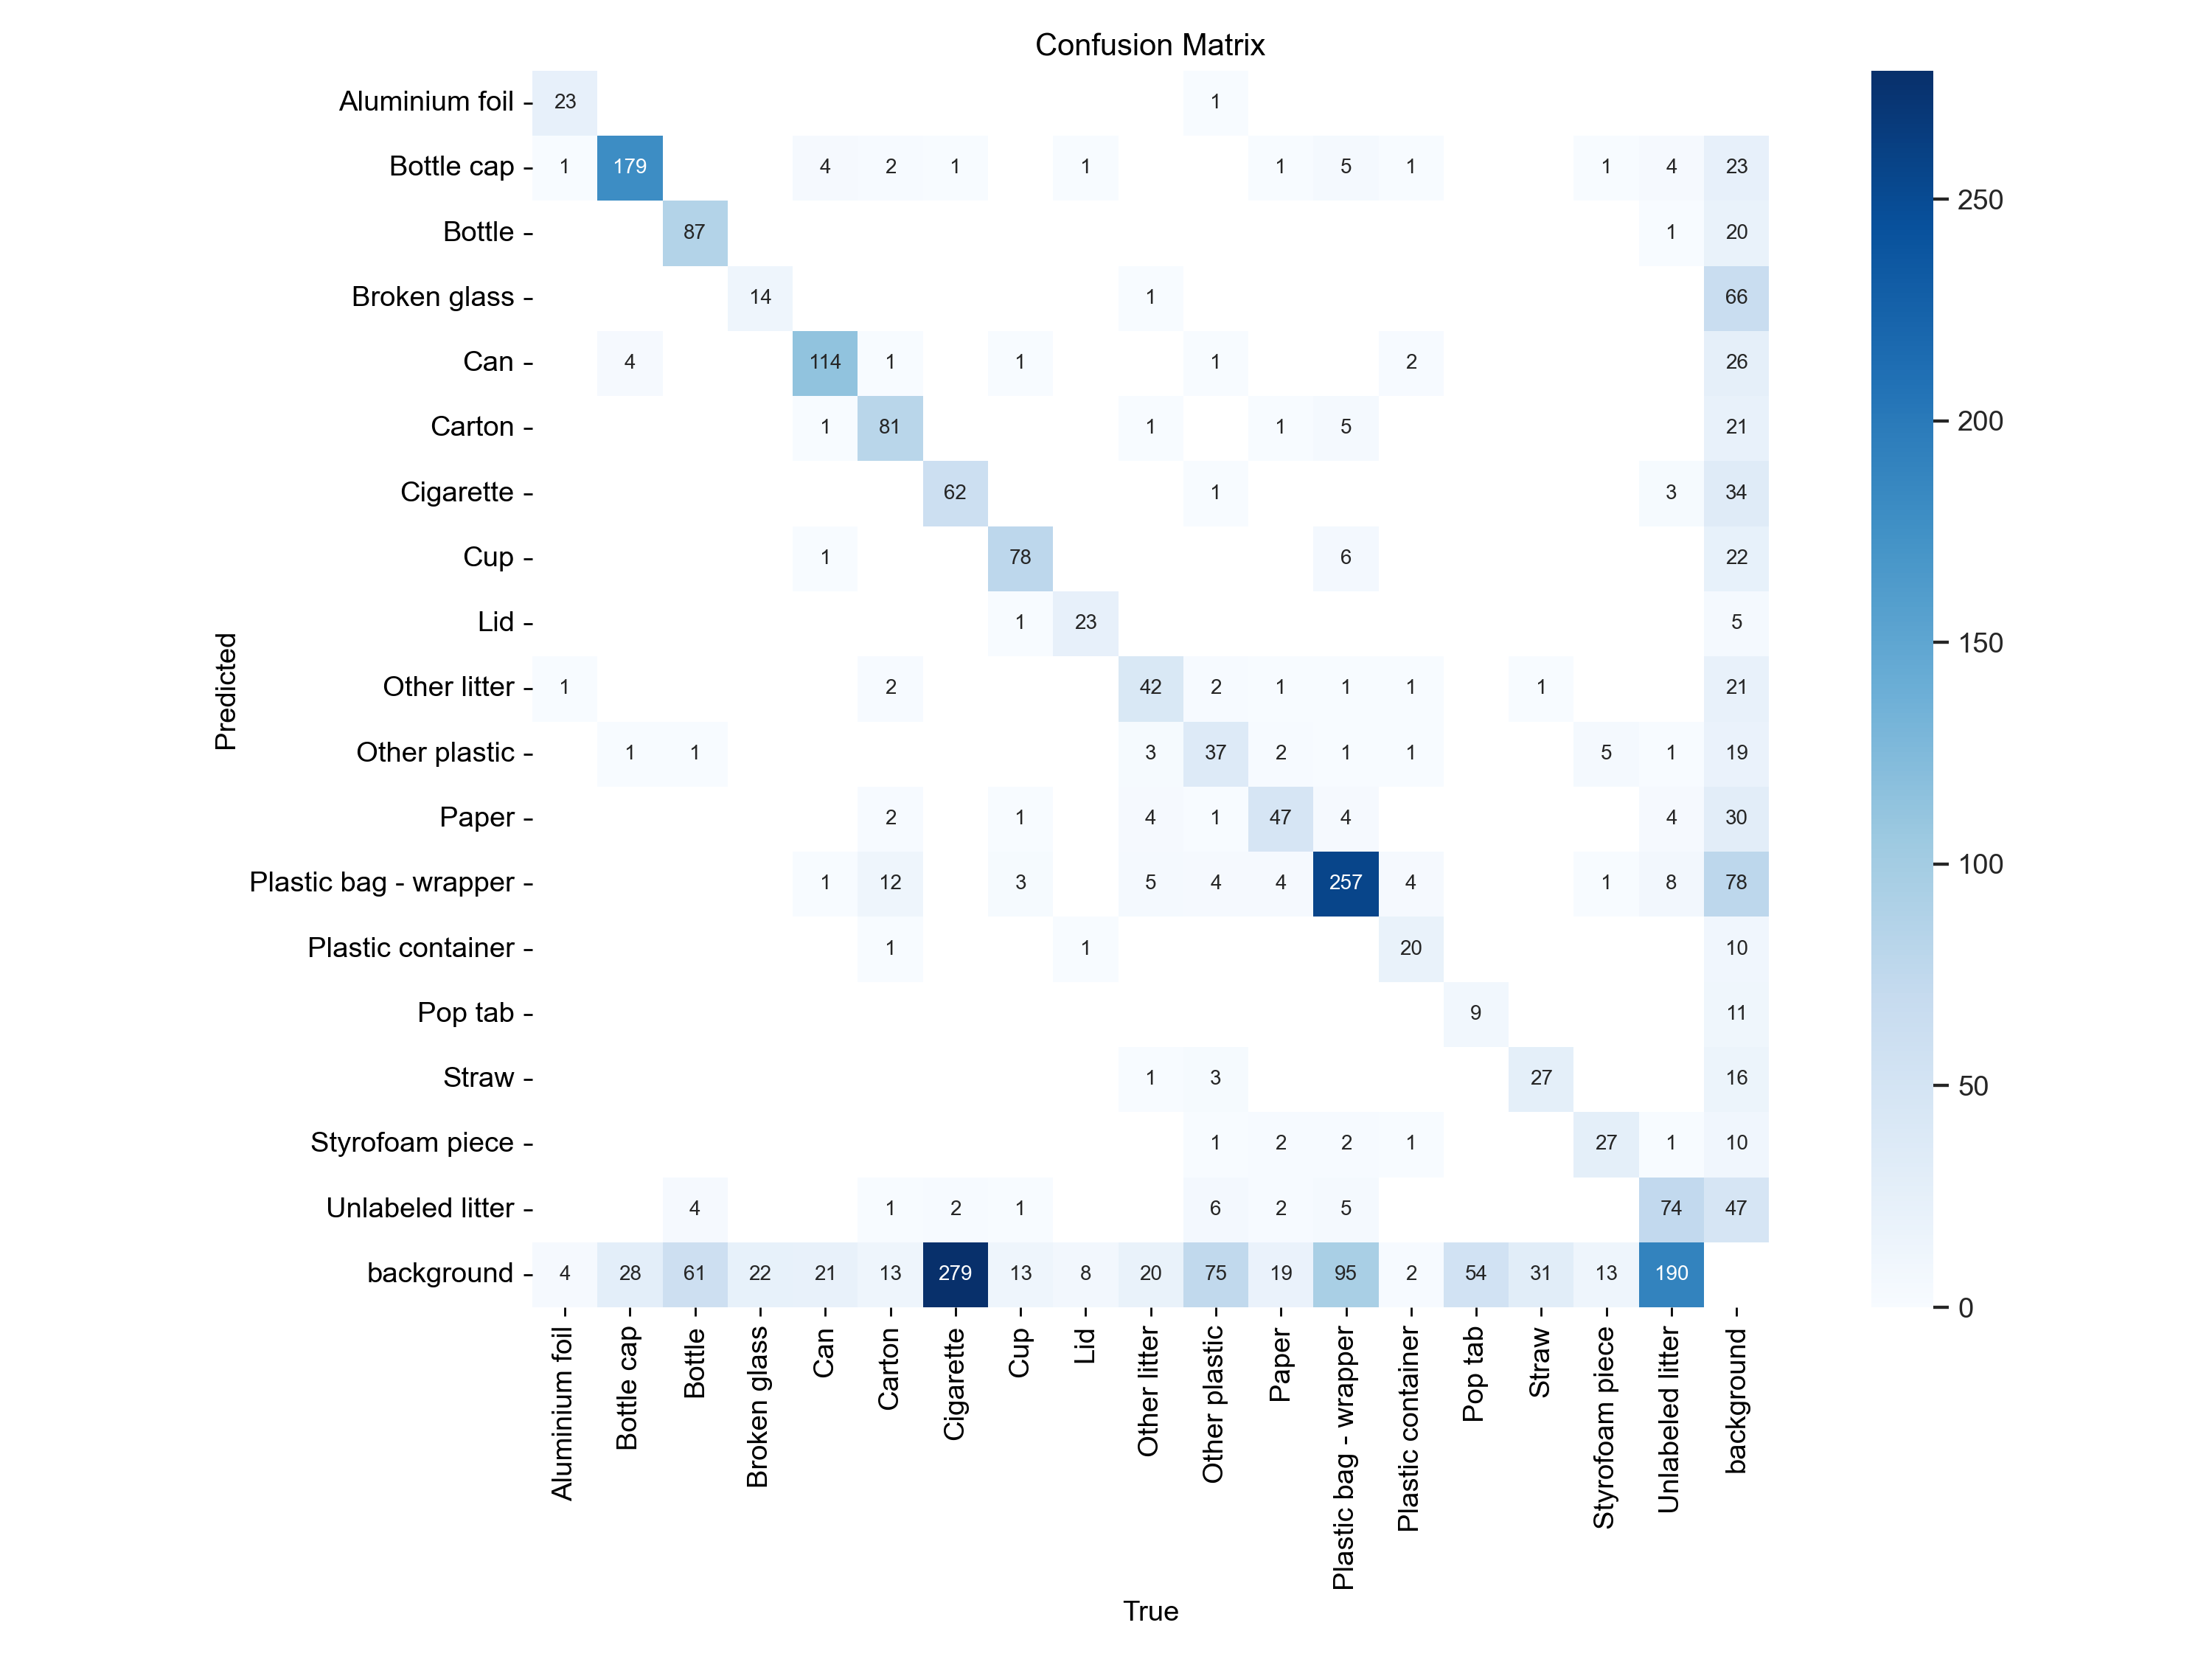 Confusion Matrix
Aluminium foil 23 1
Bottle cap 1 179 4 2 1 1 1 5 1 1 4 23
Bottle 87 1 20
Broken glass 14 1 66
Can 4 114 1 1 1 2 26
Carton 1 81 1 1 5 21
Cigarette 62 1 3 34
Cup 1 78 6 22
Lid 1 23 5
Other litter 1 2 42 2 1 1 1 1 21
Other plastic 1 1 3 37 2 1 1 5 1 19
Paper 2 1 4 1 47 4 4 30
Plastic bag - wrapper 1 12 3 5 4 4 257 4 1 8 78
Plastic container 1 1 20 10
Pop tab 9 11
Straw 1 3 27 16
Styrofoam piece 1 2 2 1 27 1 10
Unlabeled litter 4 1 2 1 6 2 5 74 47
background 4 28 61 22 21 13 279 13 8 20 75 19 95 2 54 31 13 190
Predicted
Aluminium foil
Bottle cap
Bottle
Broken glass
Can
Carton
Cigarette
Cup
Lid
Other litter
Other plastic
Paper
Plastic bag - wrapper
Plastic container
Pop tab
Straw
Styrofoam piece
Unlabeled litter
background
True
250
200
150
100
50
0